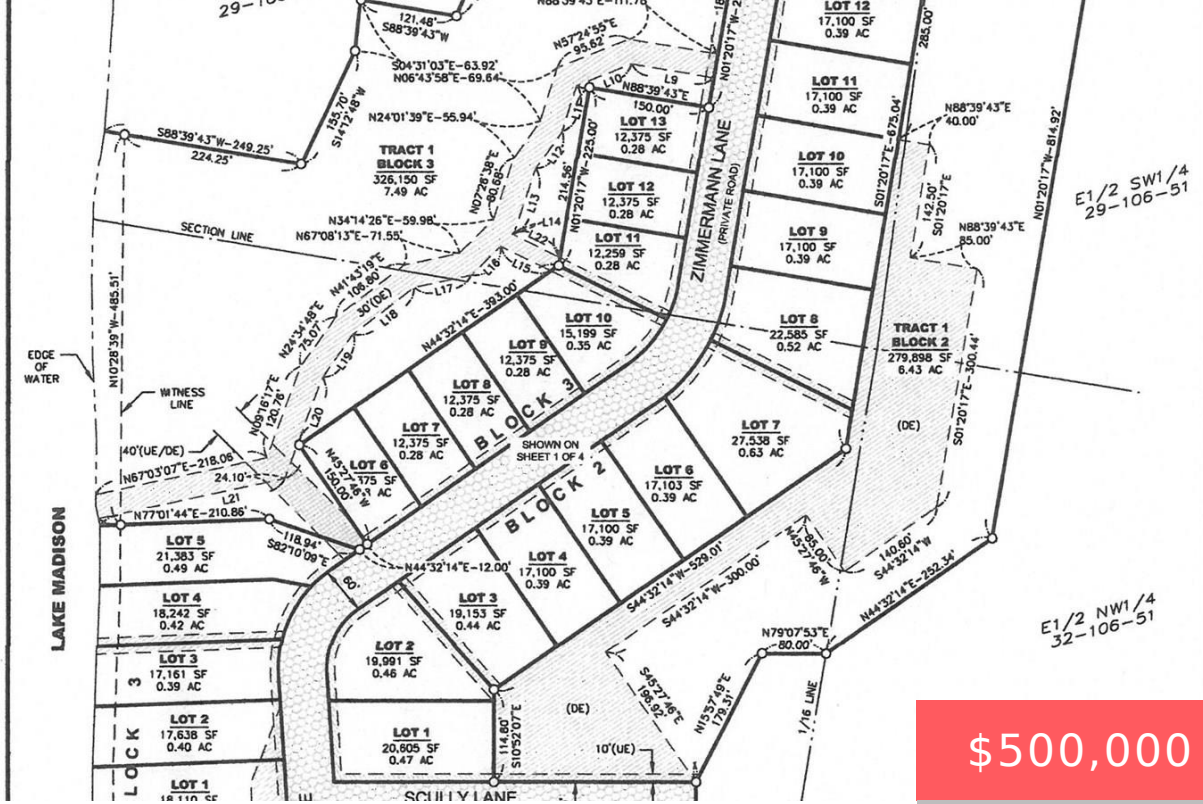 121.48'
S88°39'43"W
N57°24'55"E
95.62'
S04°31'03"E-63.92'
N06°43'58"E-69.64'
N24°01'39"E-55.94'
155.70'
S14°12'48"W
S88°39'43"W-249.25'
224.25'
TRACT 1
BLOCK 3
326,150 SF
7.49 AC
N07°26'38"E
80.68'
N34°14'26"E-59.98'
N67°08'13"E-71.55'
SECTION LINE
N41°43'19"E
106.80'
30'(DE)
N24°34'48"E
75.07'
N09°16'17"E
120.76'
L9
L10
L11
L12
L13
L14
L22
L15
L16
L17
L18
L19
L20
L21
N88°39'43"E
150.00'
LOT 13
12,375 SF
0.28 AC
214.56'
N01°20'17"W-225.00'
LOT 12
12,375 SF
0.28 AC
LOT 11
12,259 SF
0.28 AC
N44°32'14"E-393.00'
LOT 10
15,199 SF
0.35 AC
LOT 9
12,375 SF
0.28 AC
LOT 8
12,375 SF
0.28 AC
LOT 7
12,375 SF
0.28 AC
LOT 6
N45°27'46"W
150.00'
BLOCK 3
SHOWN ON
SHEET 1 OF 4
BLOCK 2
ZIMMERMANN LANE
(PRIVATE ROAD)
LOT 12
17,100 SF
0.39 AC
LOT 11
17,100 SF
0.39 AC
LOT 10
17,100 SF
0.39 AC
LOT 9
17,100 SF
0.39 AC
LOT 8
22,585 SF
0.52 AC
LOT 7
27,538 SF
0.63 AC
LOT 6
17,103 SF
0.39 AC
LOT 5
17,100 SF
0.39 AC
LOT 4
17,100 SF
0.39 AC
LOT 3
19,153 SF
0.44 AC
LOT 2
19,991 SF
0.46 AC
LOT 1
20,605 SF
0.47 AC
285.00'
S01°20'17"E-675.04'
N88°39'43"E
40.00'
142.50'
S01°20'17"E
N88°39'43"E
85.00'
N01°20'17"W-814.92'
E1/2 SW1/4
29-106-51
TRACT 1
BLOCK 2
279,898 SF
6.43 AC
S01°20'17"E-300.44'
(DE)
EDGE
OF
WATER
N10°28'39"W-485.51'
WITNESS
LINE
40'(UE/DE)
N67°03'07"E-218.06'
24.10'
N77°01'44"E-210.86'
118.94'
S82°10'09"E
N44°32'14"E-12.00'
60'
LAKE MADISON
LOT 5
21,383 SF
0.49 AC
LOT 4
18,242 SF
0.42 AC
LOT 3
17,161 SF
0.39 AC
LOT 2
17,638 SF
0.40 AC
LOT 1
18,110 SF
3
S44°32'14"W-529.01'
S44°32'14"W-300.00'
85.00'
N45°27'46"W
140.60'
S44°32'14"W
N44°32'14"E-252.34'
N79°07'53"E
80.00'
S45°27'46"E
196.92'
N15°37'49"E
179.31'
1/16 LINE
E1/2 NW1/4
32-106-51
114.80'
S10°52'07"E
(DE)
10'(UE)
SCULLY LANE
$500,000